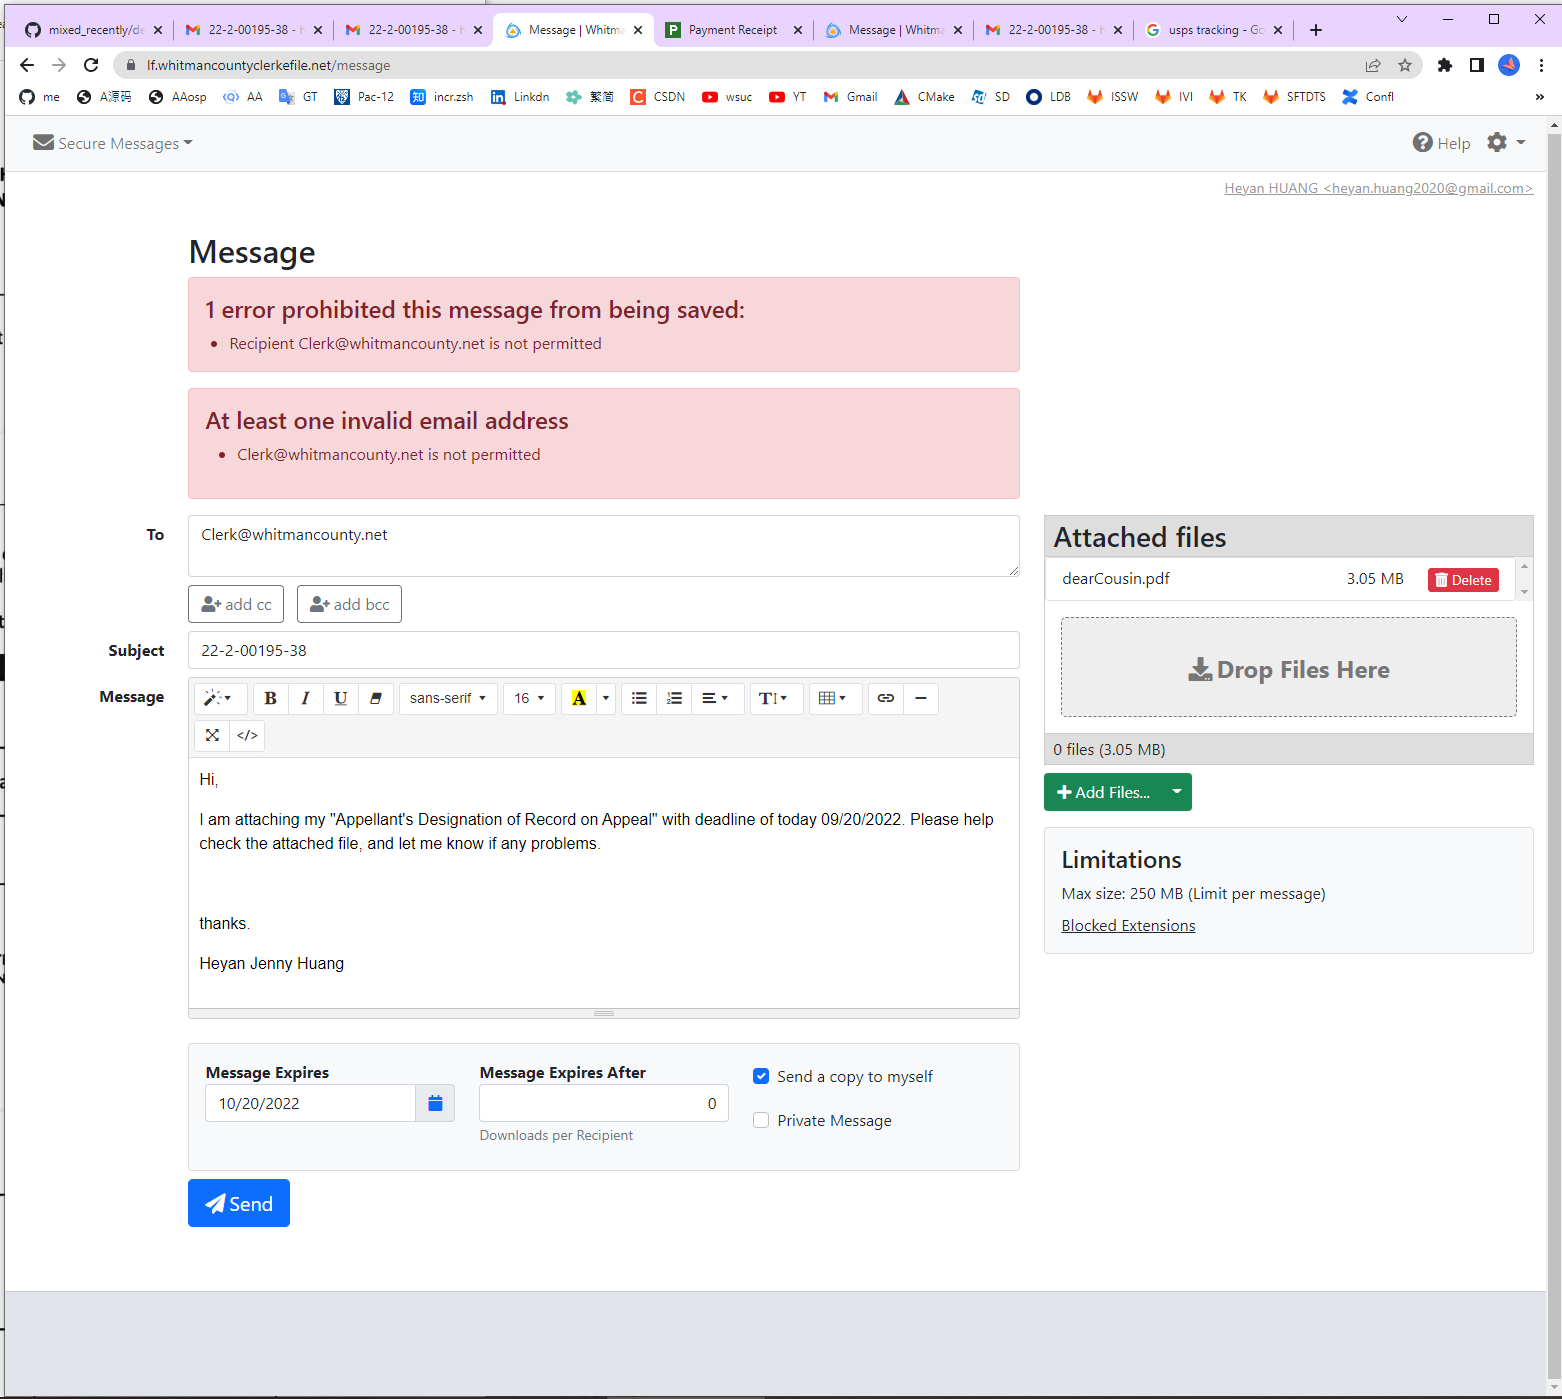 mixed_recently/de
22-2-00195-38 - H
22-2-00195-38 - H
Message | Whitma
Payment Receipt
Message | Whitma
22-2-00195-38 - H
usps tracking - Go
lf.whitmancountyclerkefile.net/message
me
A源码
AAosp
AA
GT
Pac-12
incr.zsh
Linkdn
繁简
CSDN
wsuc
YT
Gmail
CMake
SD
LDB
ISSW
IVI
TK
SFTDTS
Confl
»
Secure Messages
Help
Heyan HUANG <heyan.huang2020@gmail.com>
Message
1 error prohibited this message from being saved:
• Recipient Clerk@whitmancounty.net is not permitted
At least one invalid email address
• Clerk@whitmancounty.net is not permitted
To
Clerk@whitmancounty.net
add cc
add bcc
Subject
22-2-00195-38
Message
B I U
sans-serif
16
A
T
</>
Hi,
I am attaching my "Appellant's Designation of Record on Appeal" with deadline of today 09/20/2022. Please help
check the attached file, and let me know if any problems.
thanks.
Heyan Jenny Huang
Message Expires
10/20/2022
Message Expires After
0
Downloads per Recipient
Send a copy to myself
Private Message
Send
Attached files
dearCousin.pdf 3.05 MB Delete
Drop Files Here
0 files (3.05 MB)
Add Files...
Limitations
Max size: 250 MB (Limit per message)
Blocked Extensions